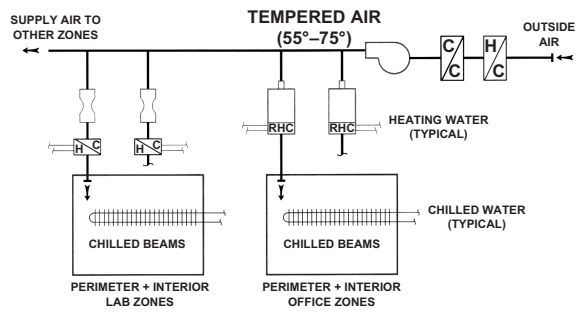 SUPPLY AIR TO
OTHER ZONES
TEMPERED AIR
(55°–75°)
OUTSIDE
AIR
C/C
H/C
HEATING WATER
(TYPICAL)
H/C
H/C
RHC
RHC
CHILLED WATER
(TYPICAL)
CHILLED BEAMS
CHILLED BEAMS
PERIMETER + INTERIOR
LAB ZONES
PERIMETER + INTERIOR
OFFICE ZONES